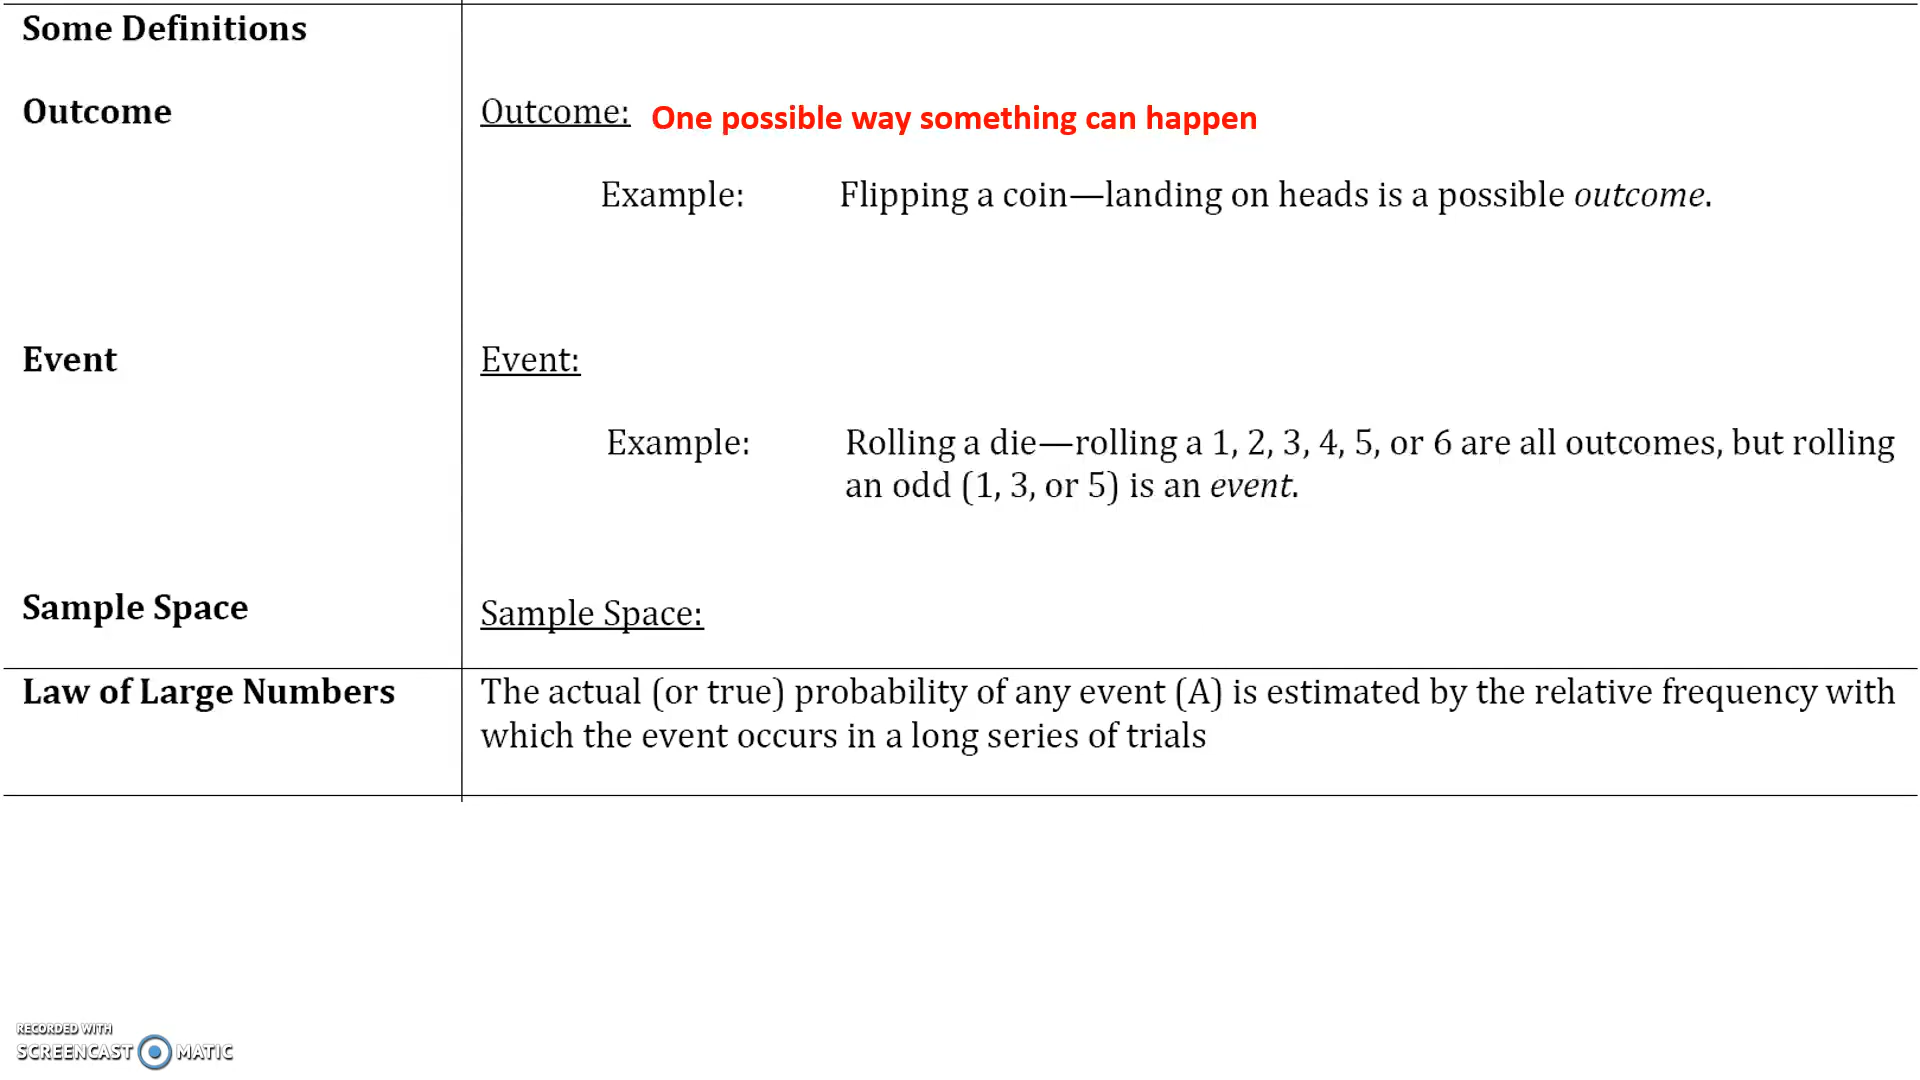 Some Definitions
Outcome
Outcome: One possible way something can happen
Example: Flipping a coin—landing on heads is a possible outcome.
Event
Event:
Example: Rolling a die—rolling a 1, 2, 3, 4, 5, or 6 are all outcomes, but rolling
an odd (1, 3, or 5) is an event.
Sample Space
Sample Space:
Law of Large Numbers
The actual (or true) probability of any event (A) is estimated by the relative frequency with
which the event occurs in a long series of trials
RECORDED WITH
SCREENCAST MATIC